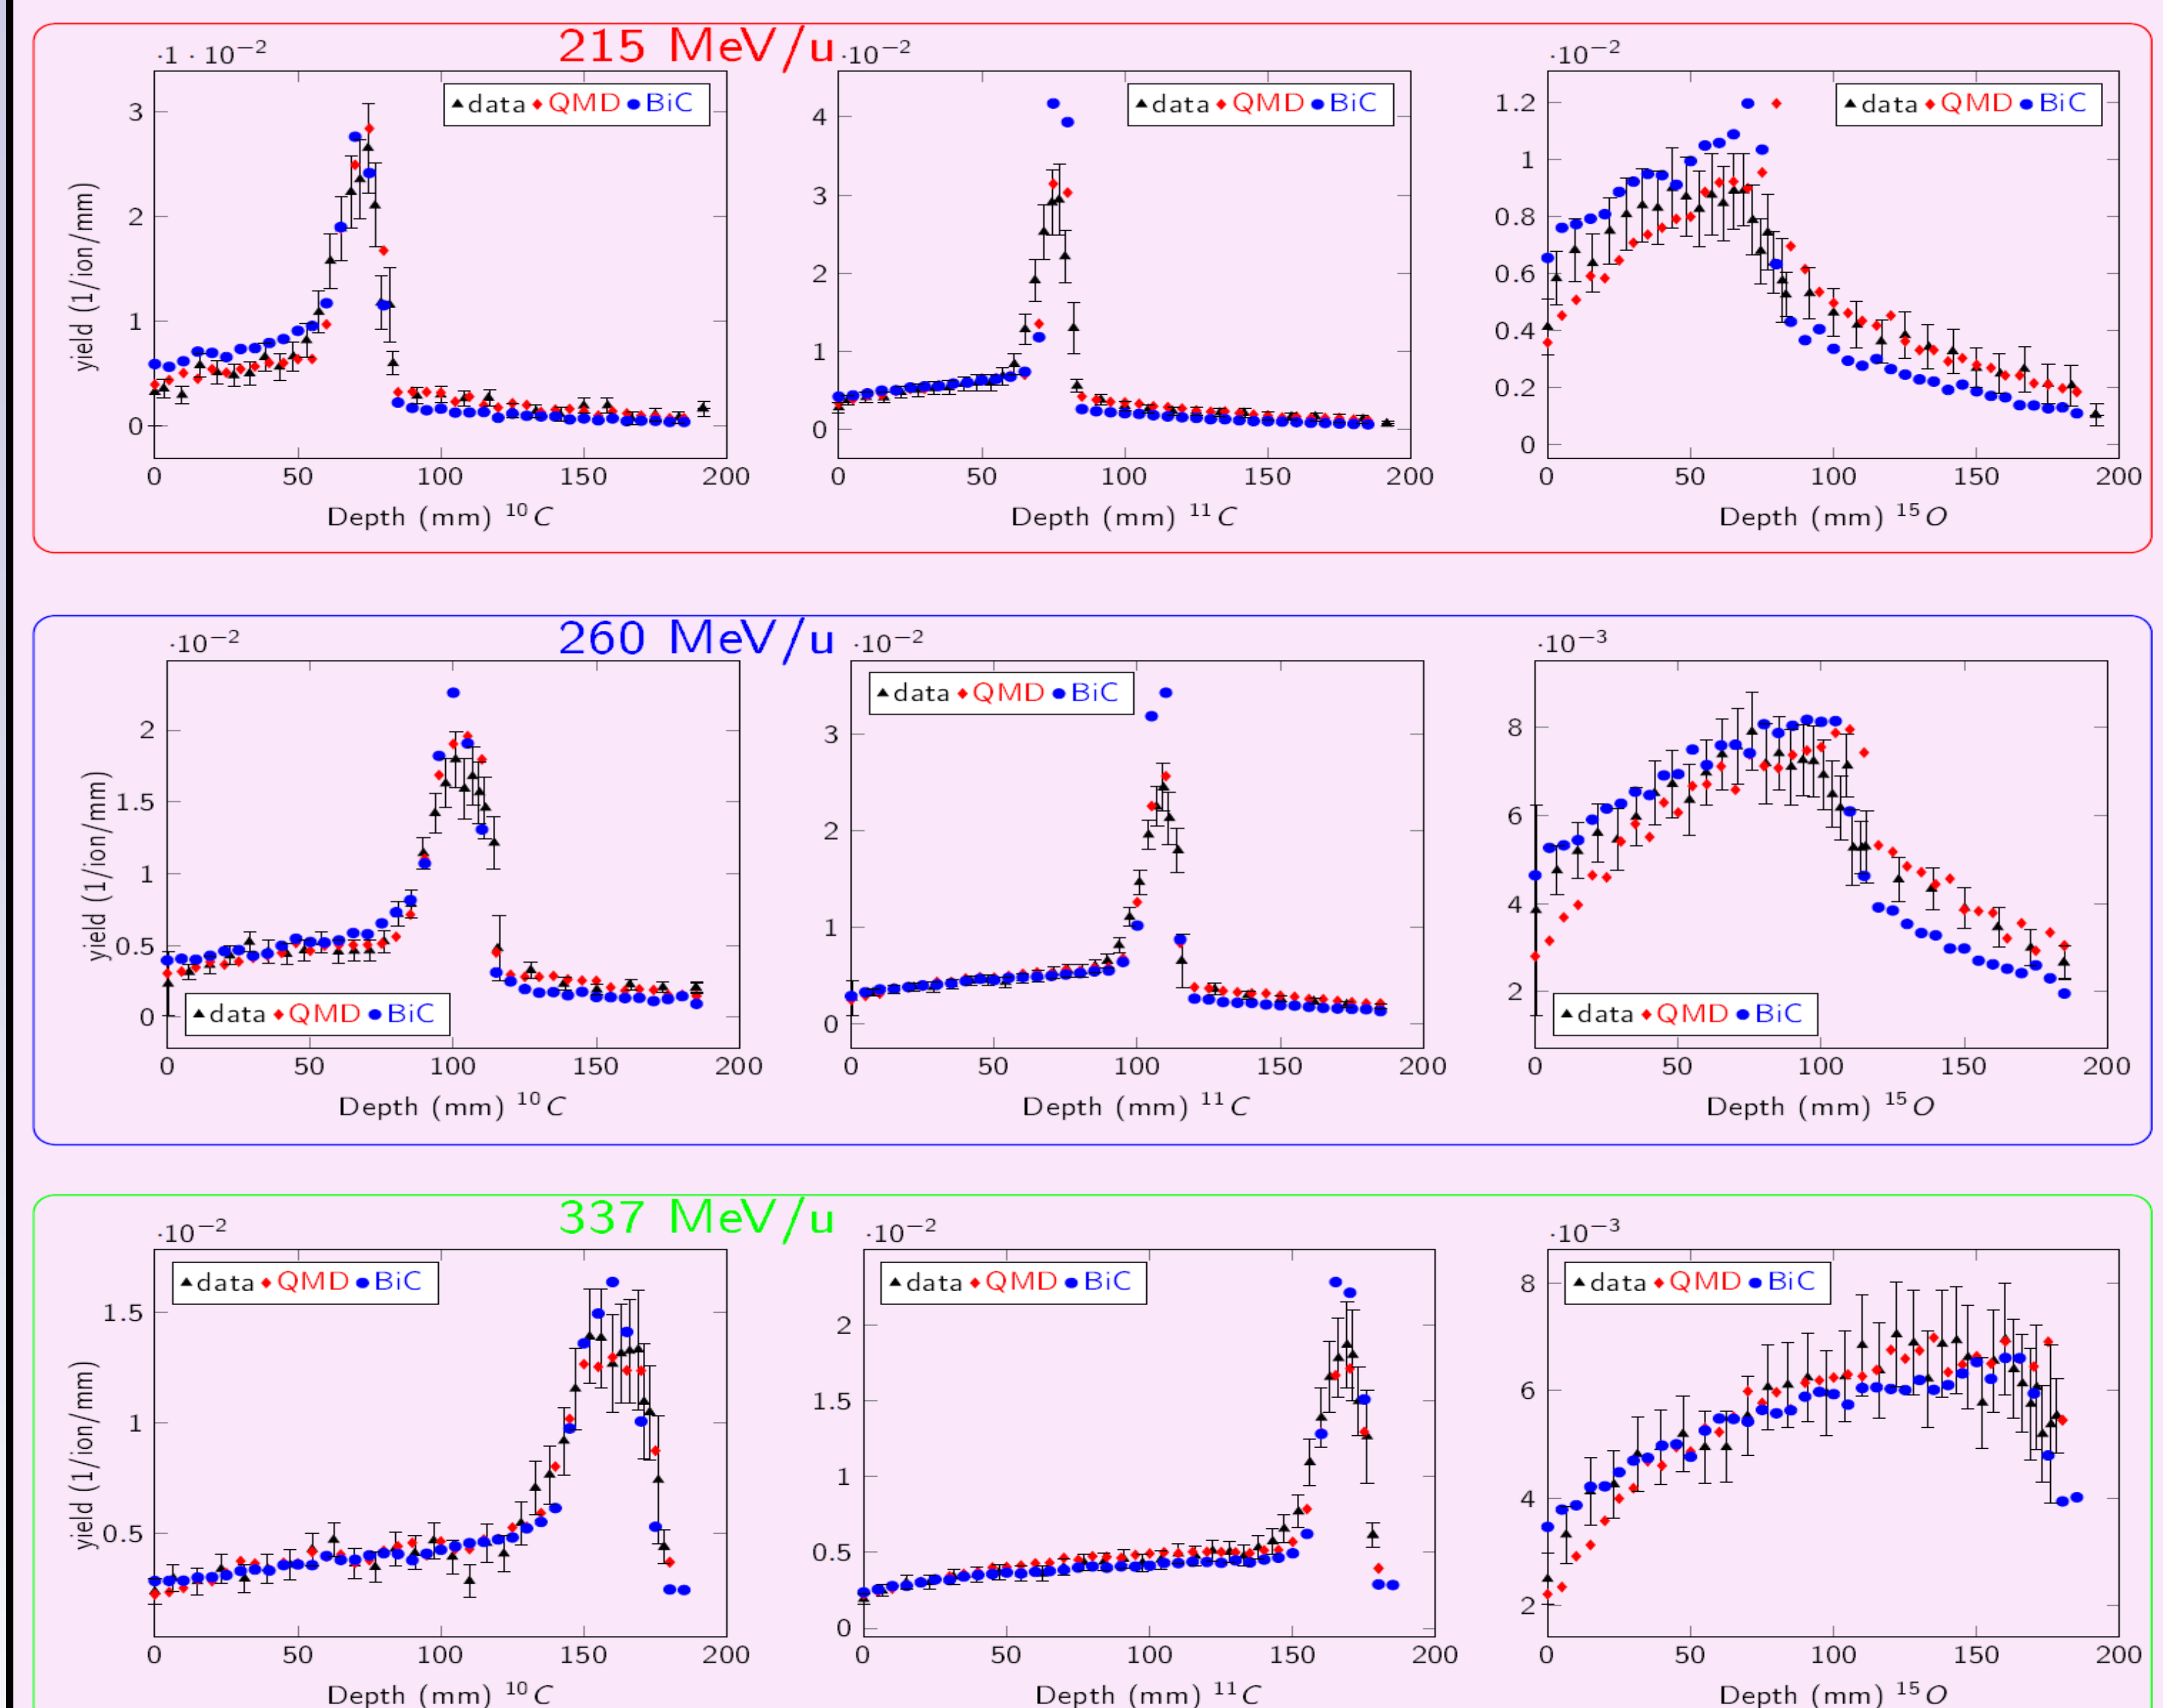 215 MeV/u
·1 · 10−2 ·10−2 ·10−2
data QMD BiC data QMD BiC data QMD BiC
yield (1/ion/mm)
3
2
1
0
4
3
2
1
0
1.2
1
0.8
0.6
0.4
0.2
0
0 50 100 150 200 0 50 100 150 200 0 50 100 150 200
Depth (mm) 10C Depth (mm) 11C Depth (mm) 15O
260 MeV/u
·10−2 ·10−2 ·10−3
data QMD BiC data QMD BiC data QMD BiC
yield (1/ion/mm)
2
1.5
1
0.5
0
3
2
1
0
8
6
4
2
0 50 100 150 200 0 50 100 150 200 0 50 100 150 200
Depth (mm) 10C Depth (mm) 11C Depth (mm) 15O
337 MeV/u
·10−2 ·10−2 ·10−3
data QMD BiC data QMD BiC data QMD BiC
yield (1/ion/mm)
1.5
1
0.5
2
1.5
1
0.5
0
8
6
4
2
0 50 100 150 200 0 50 100 150 200 0 50 100 150 200
Depth (mm) 10C Depth (mm) 11C Depth (mm) 15O